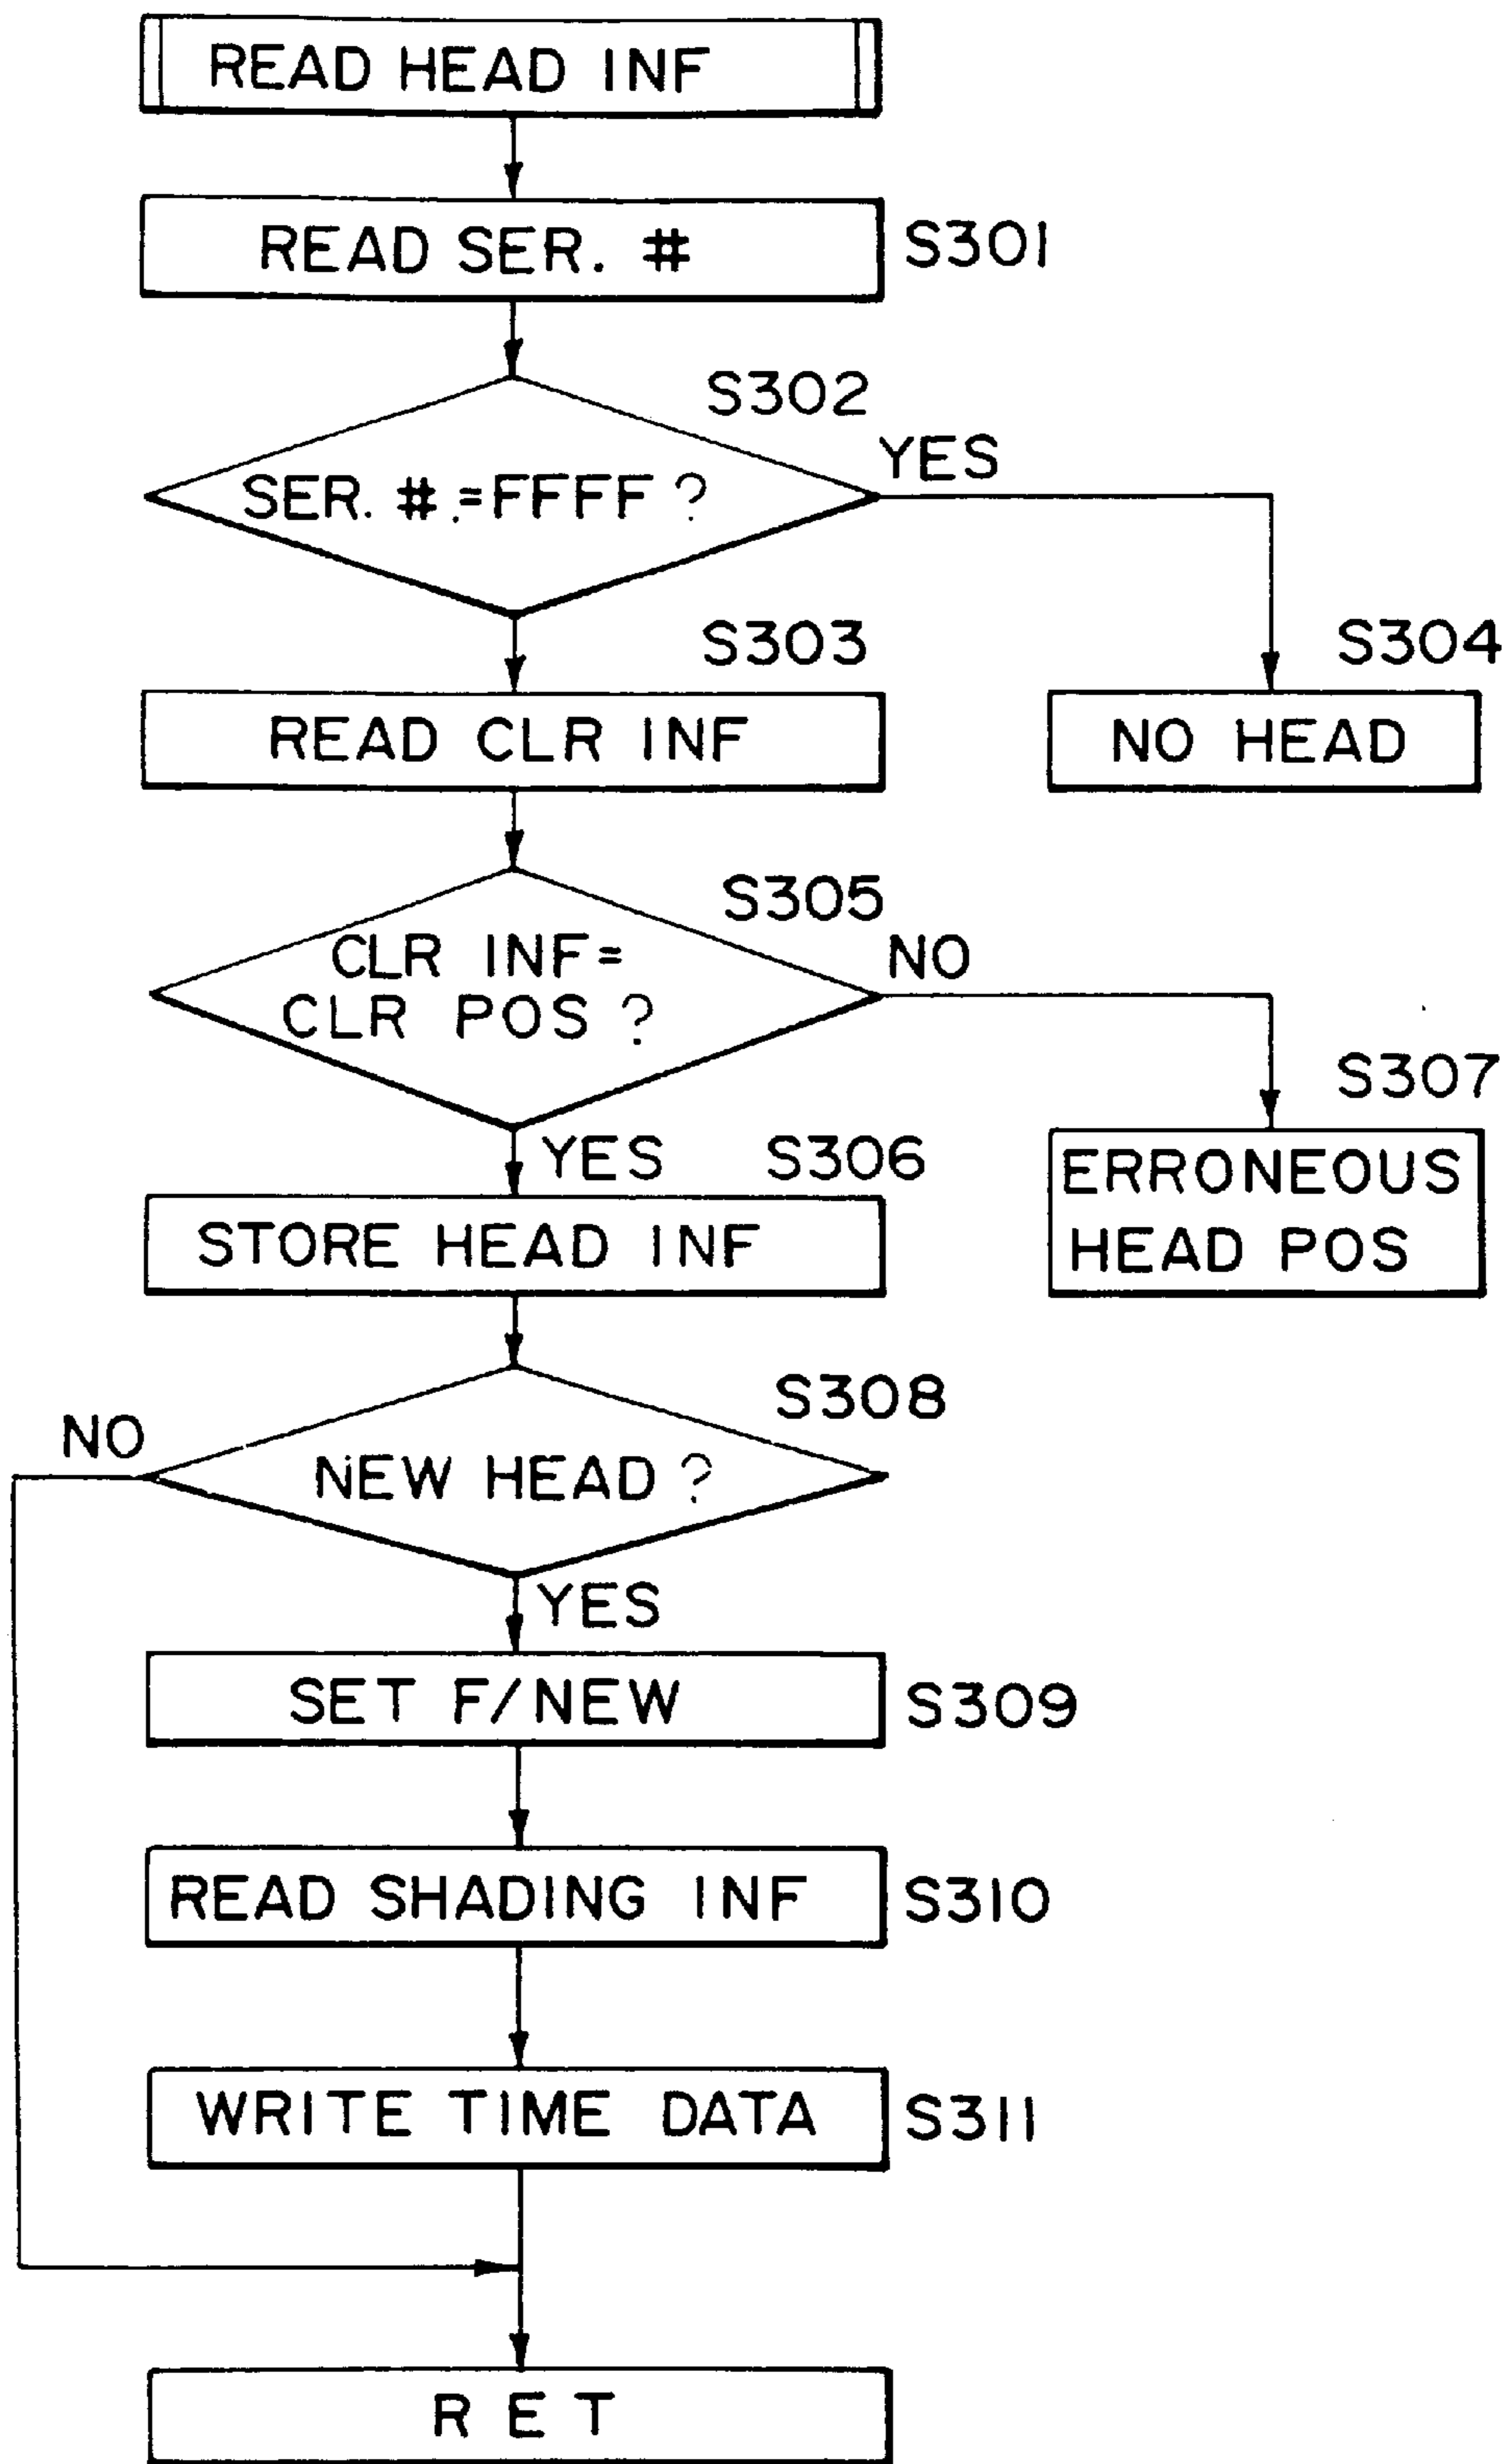 READ HEAD INF
READ SER. #
S301
S302
SER. #.=FFFF ?
YES
S303
S304
READ CLR INF
NO HEAD
S305
CLR INF=
CLR POS ?
NO
S307
YES
S306
ERRONEOUS
HEAD POS
STORE HEAD INF
S308
NO
NEW HEAD ?
YES
SET F/NEW
S309
READ SHADING INF
S310
WRITE TIME DATA
S311
RET